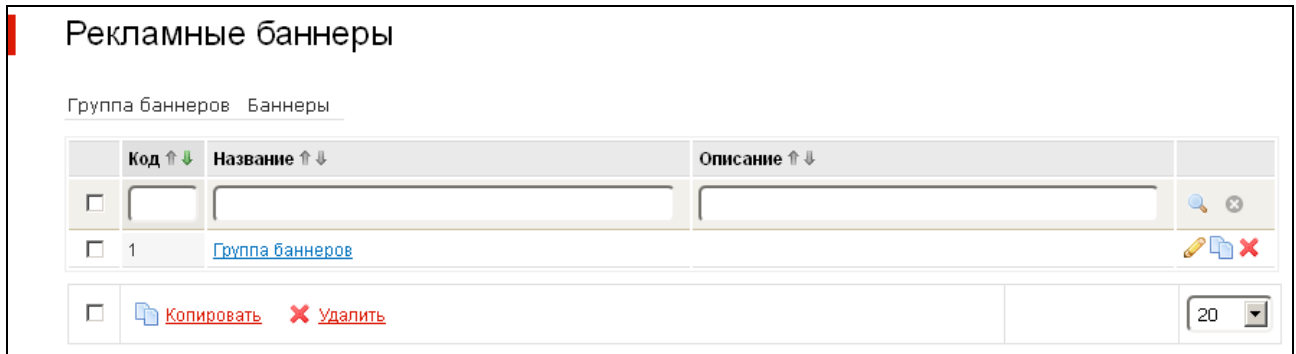 Рекламные баннеры
Группа баннеров Баннеры
Код Название Описание
1 Группа баннеров
Копировать Удалить 20